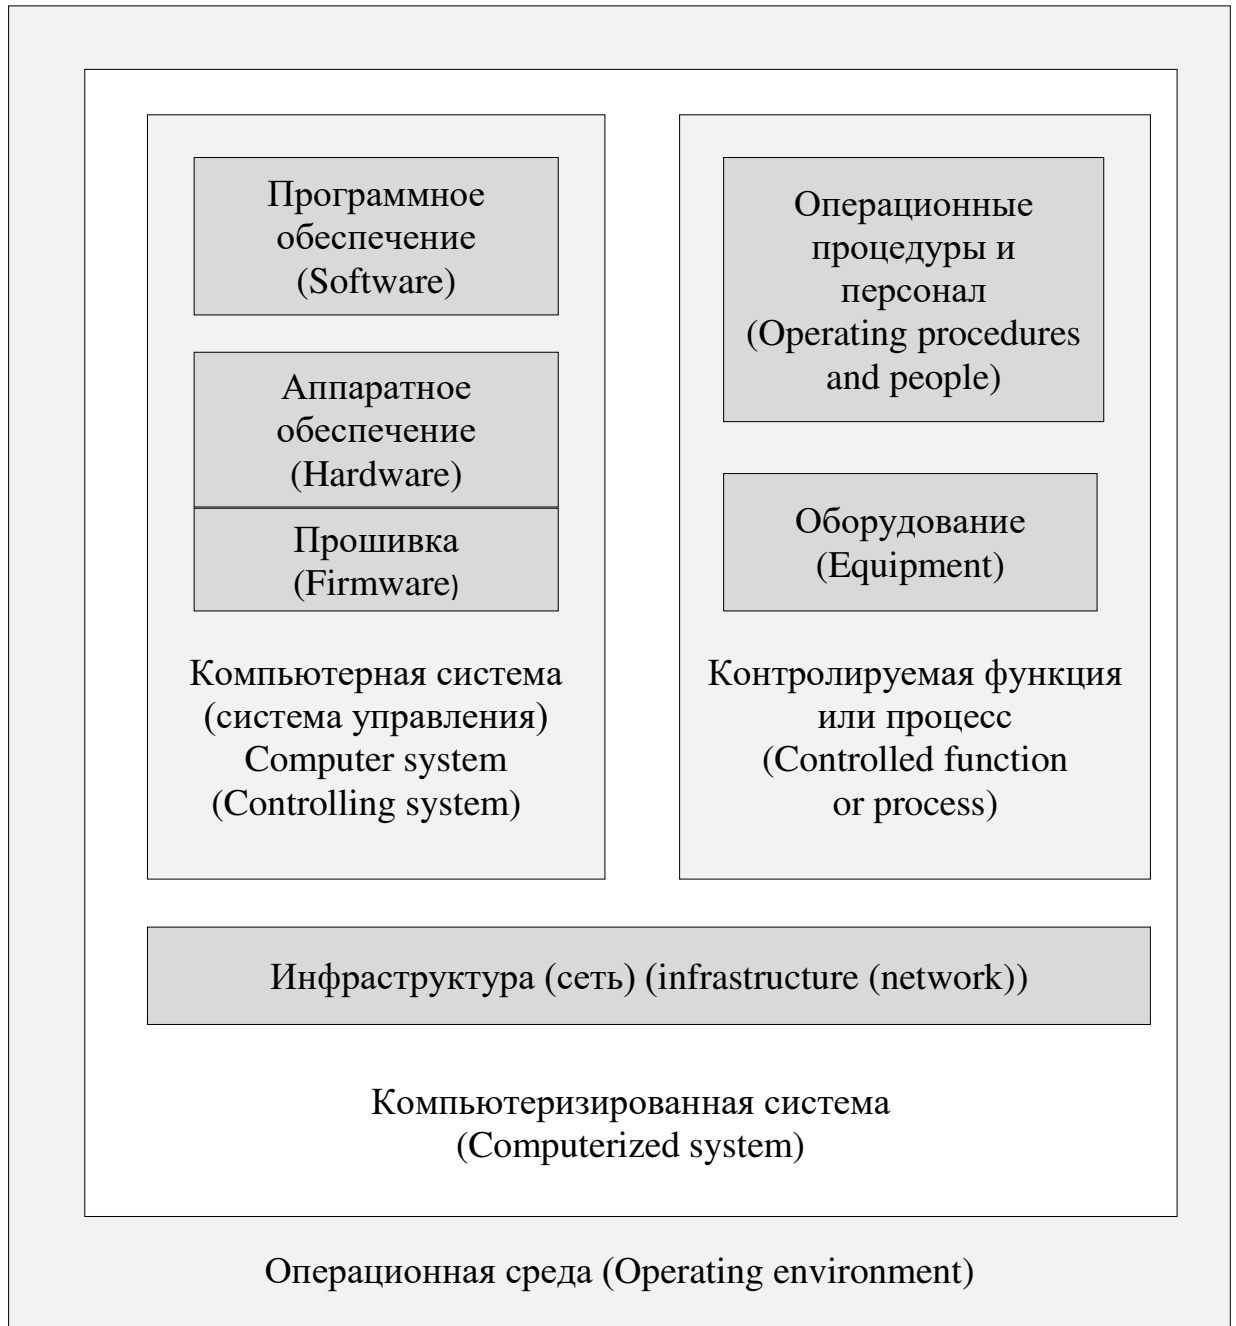 Программное
обеспечение
(Software)
Аппаратное
обеспечение
(Hardware)
Прошивка
(Firmware)
Компьютерная система
(система управления)
Computer system
(Controlling system)
Операционные
процедуры и
персонал
(Operating procedures
and people)
Оборудование
(Equipment)
Контролируемая функция
или процесс
(Controlled function
or process)
Инфраструктура (сеть) (infrastructure (network))
Компьютеризированная система
(Computerized system)
Операционная среда (Operating environment)